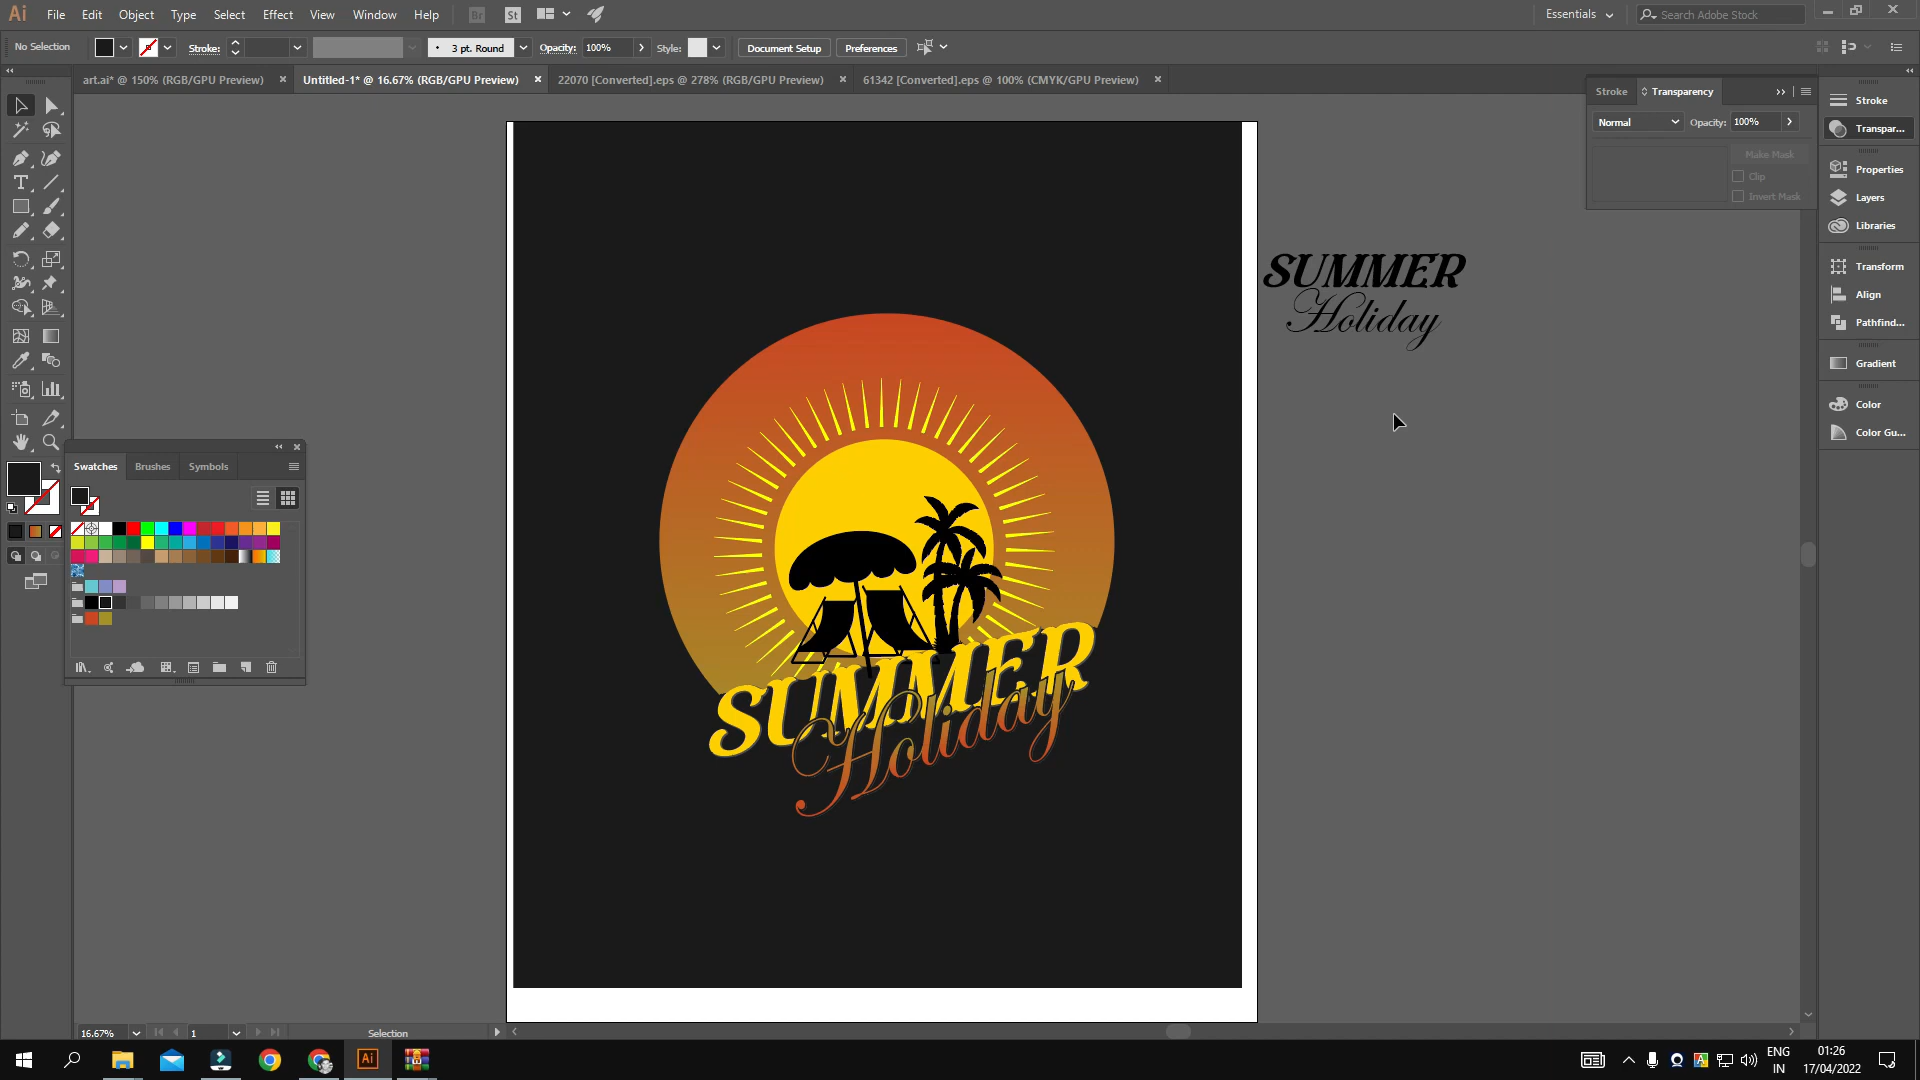 Ai File Edit Object Type Select Effect View Window Help Br St Essentials Search Adobe Stock
No Selection Stroke: 3 pt. Round Opacity: 100% Style: Document Setup Preferences
art.ai* @ 150% (RGB/GPU Preview) Untitled-1* @ 16.67% (RGB/GPU Preview) 22070 [Converted].eps @ 278% (RGB/GPU Preview) 61342 [Converted].eps @ 100% (CMYK/GPU Preview)
Stroke Transparency
Normal Opacity: 100%
Make Mask
Clip
Invert Mask
Stroke
Transpar...
Properties
Layers
Libraries
Transform
Align
Pathfind...
Gradient
Color
Color Gu...
SUMMER
Holiday
Swatches Brushes Symbols
SUMMER
Holiday
16.67% 1 Selection
Ai
ENG
IN
01:26
17/04/2022